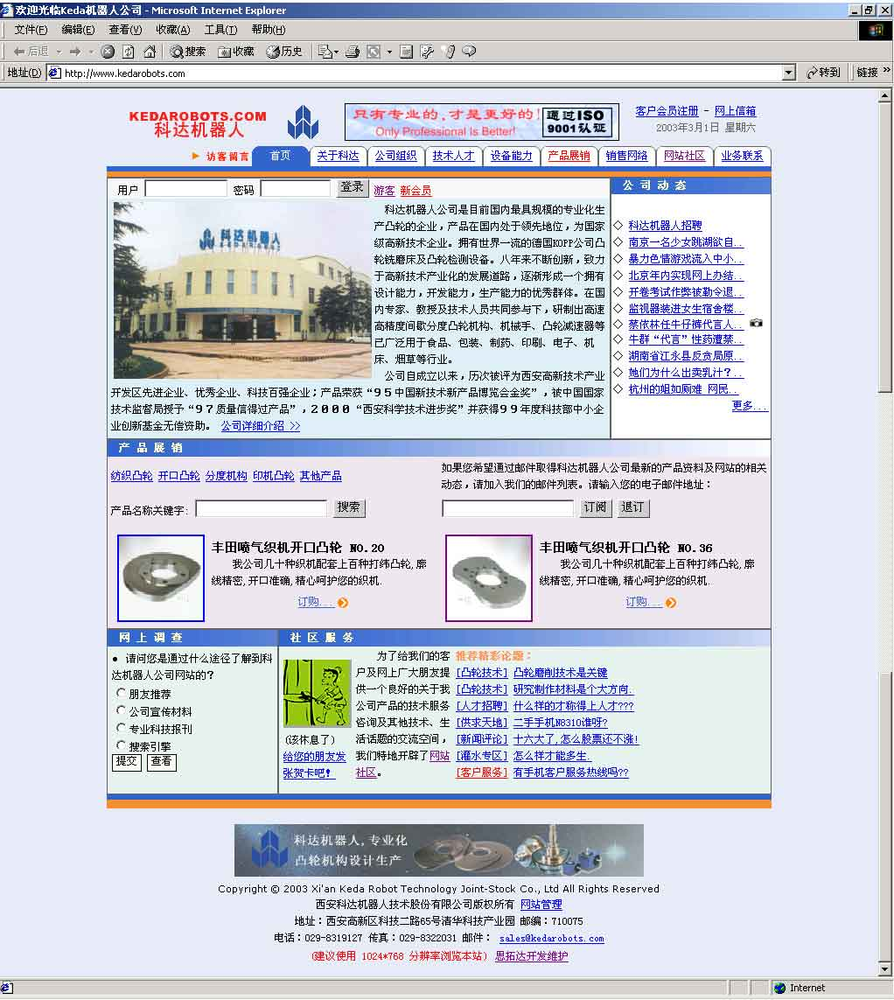 欢迎光临Keda机器人公司 - Microsoft Internet Explorer
文件(F) 编辑(E) 查看(V) 收藏(A) 工具(T) 帮助(H)
后退 搜索 收藏 历史
地址(D) http://www.kedarobots.com 转到 链接 »
KEDAROBOTS.COM
科达机器人
只有专业的,才是更好的!
Only Professional Is Better!
通过ISO
9001认证
客户会员注册 - 网上信箱
2003年3月1日 星期六
访客留言 首页 关于科达 公司组织 技术人才 设备能力 产品展销 销售网络 网站社区 业务联系
用户 密码 登录 游客 新会员
科达机器人
科达机器人公司是目前国内最具规模的专业化生
产凸轮的企业，产品在国内处于领先地位，为国家
级高新技术企业。拥有世界一流的德国KOPP公司凸
轮铣磨床及凸轮检测设备。八年来不断创新，致力
于高新技术产业化的发展道路，逐渐形成一个拥有
设计能力，开发能力，生产能力的优秀群体。在国
内专家、教授及技术人员共同参与下，研制出高速
高精度间歇分度凸轮机构、机械手、凸轮减速器等
已广泛用于食品、包装、制药、印刷、电子、机
床、烟草等行业。
公司自成立以来，历次被评为西安高新技术产业
开发区先进企业、优秀企业、科技百强企业；产品荣获“９５中国新技术新产品博览会金奖”，被中国国家
技术监督局授予“９７质量信得过产品”，２０００“西安科学技术进步奖”并获得９９年度科技部中小企
业创新基金无偿资助。 公司详细介绍 >>
公 司 动 态
◇ 科达机器人招聘
◇ 南京一名少女跳湖欲自...
◇ 暴力色情游戏流入中小...
◇ 北京年内实现网上办结...
◇ 开卷考试作弊被勒令退...
◇ 监视器装进女生宿舍楼...
◇ 蔡依林任牛仔裤代言人...
◇ 牛群“代言”性药遭禁...
◇ 湖南省江永县反贪局原...
◇ 她们为什么出卖乳汁？...
◇ 杭州的姐如厕难 网民...
更多...
产 品 展 销
纺织凸轮 开口凸轮 分度机构 印机凸轮 其他产品
产品名称关键字: 搜索
如果您希望通过邮件取得科达机器人公司最新的产品资料及网站的相关
动态，请加入我们的邮件列表。请输入您的电子邮件地址：
订阅 退订
丰田喷气织机开口凸轮 NO.20
我公司几十种织机配套上百种打纬凸轮,廓
线精密,开口准确,精心呵护您的织机.
订购...
丰田喷气织机开口凸轮 NO.36
我公司几十种织机配套上百种打纬凸轮,廓
线精密,开口准确,精心呵护您的织机.
订购...
网 上 调 查
● 请问您是通过什么途径了解到科
达机器人公司网站的？
朋友推荐
公司宣传材料
专业科技报刊
搜索引擎
提交 查看
社 区 服 务
(该休息了)
给您的朋友发
张贺卡吧！
为了给我们的客
户及网上广大朋友提
供一个良好的关于我
公司产品的技术服务
咨询及其他技术、生
活话题的交流空间，
我们特地开辟了网站
社区。
推荐精彩论题：
[凸轮技术] 凸轮磨削技术是关键
[凸轮技术] 研究制作材料是个大方向.
[人才招聘] 什么样的才称得上人才???
[供求天地] 二手手机N8310谁呀?
[新闻评论] 十六大了,怎么股票还不涨!
[灌水专区] 怎么样才能多生.
[客户服务] 有手机客户服务热线吗??
科达机器人,专业化
凸轮机构设计生产
Copyright © 2003 Xi'an Keda Robot Technology Joint-Stock Co., Ltd All Rights Reserved
西安科达机器人技术股份有限公司版权所有 网站管理
地址：西安高新区科技二路65号清华科技产业园 邮编：710075
电话：029-8319127 传真：029-8322031 邮件： sales@kedarobots.com
(建议使用 1024*768 分辨率浏览本站) 思拓达开发维护
Internet